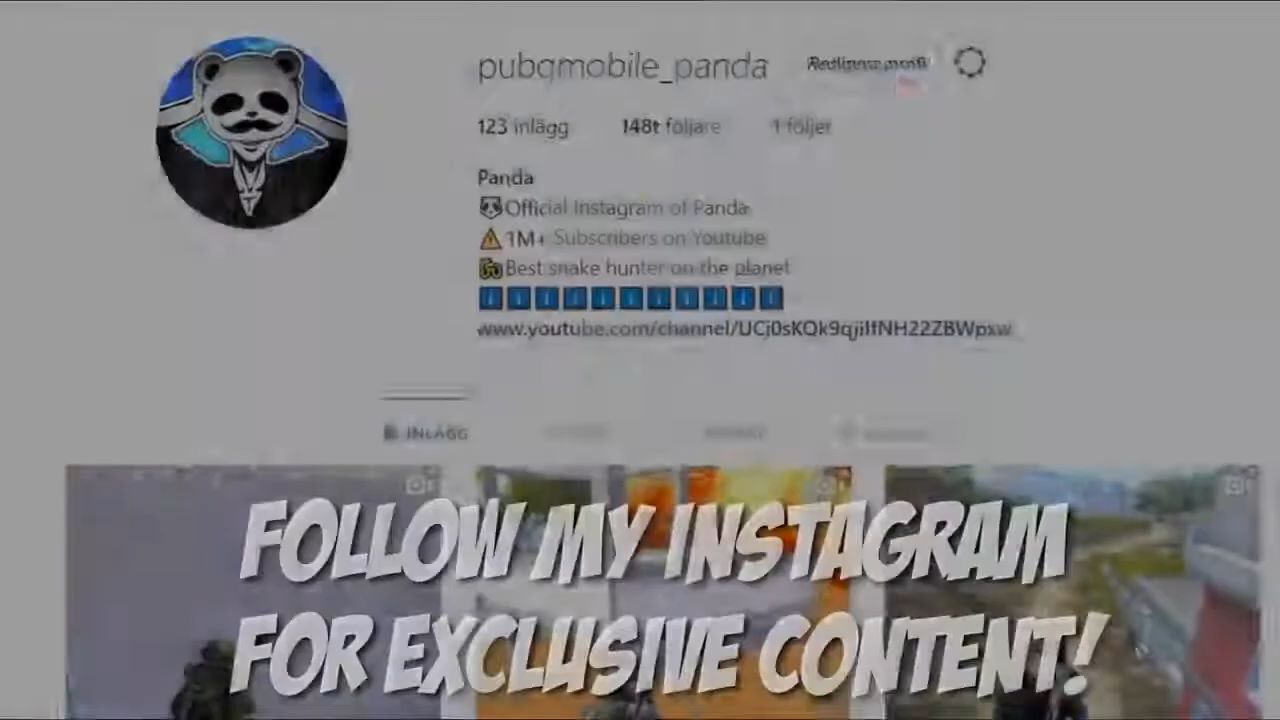 pubgmobile_panda
123 inlägg 148t följare 1 följer
Panda
Official Instagram of Panda
1M+ Subscribers on Youtube
Best snake hunter on the planet
www.youtube.com/channel/
INLÄGG
FOLLOW MY INSTAGRAM
FOR EXCLUSIVE CONTENT!